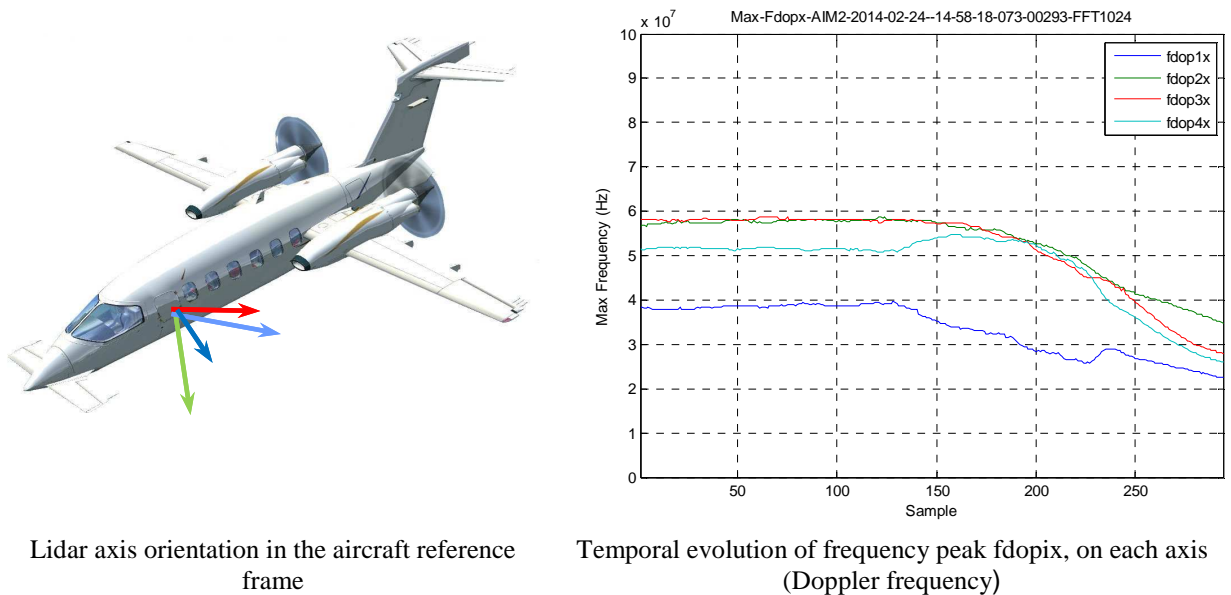 Max-Fdopx-AIM2-2014-02-24--14-58-18-073-00293-FFT1024
x 10^7
10
9
8
7
6
5
4
3
2
1
0
Max Frequency (Hz)
fdop1x
fdop2x
fdop3x
fdop4x
50 100 150 200 250
Sample
Lidar axis orientation in the aircraft reference
frame
Temporal evolution of frequency peak fdopix, on each axis
(Doppler frequency)